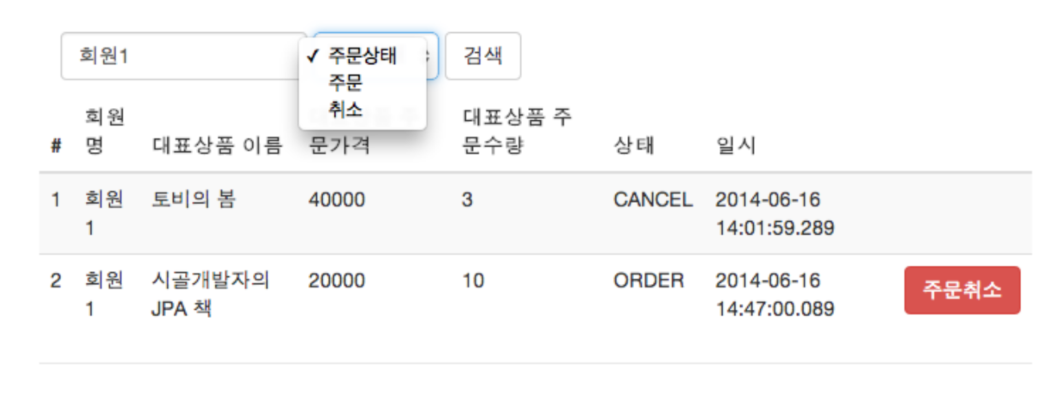 회원1
✓ 주문상태
검색
주문
취소
회원
대표상품 주
#
명
대표상품 이름
문가격
문수량
상태
일시
1
회원
토비의 봄
40000
3
CANCEL
2014-06-16
1
14:01:59.289
2
회원
시골개발자의
20000
10
ORDER
2014-06-16
주문취소
1
JPA 책
14:47:00.089